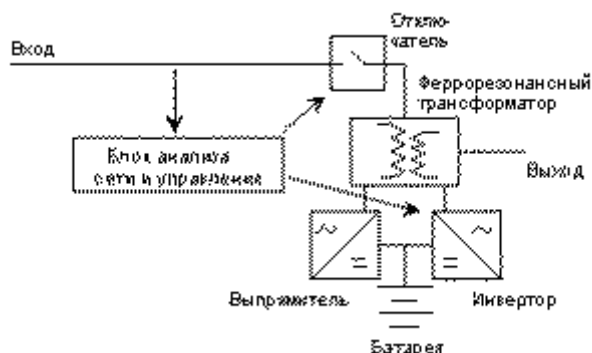 Отклю-
чатель
Вход
Феррорезонансный
трансформатор
Блок анализа
сети и управления
Выход
Выпрямитель
Инвертор
Батарея